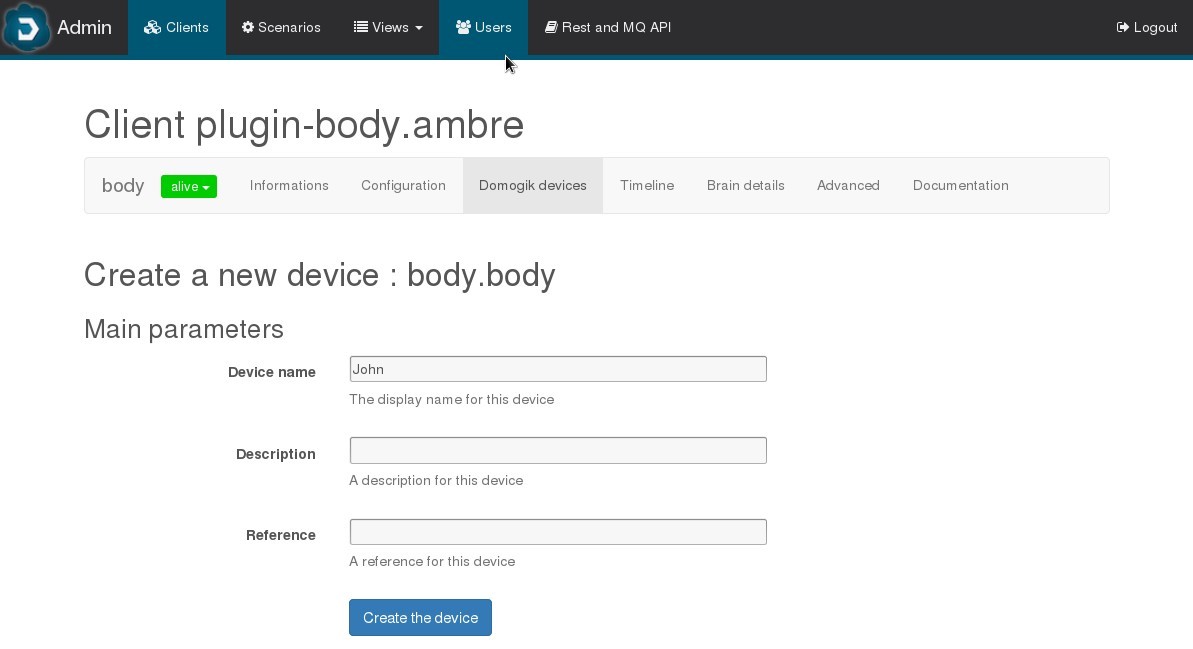 Admin Clients Scenarios Views Users Rest and MQ API Logout
Client plugin-body.ambre
body alive Informations Configuration Domogik devices Timeline Brain details Advanced Documentation
Create a new device : body.body
Main parameters
Device name John
The display name for this device
Description
A description for this device
Reference
A reference for this device
Create the device